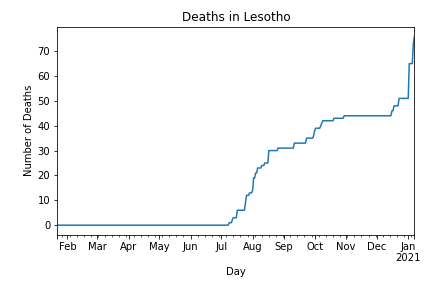 Deaths in Lesotho
Number of Deaths
70
60
50
40
30
20
10
0
Feb Mar Apr May Jun Jul Aug Sep Oct Nov Dec Jan
2021
Day